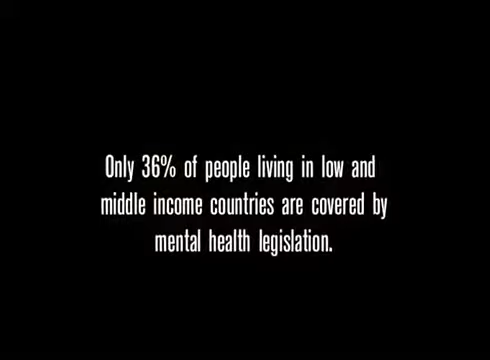 Only 36% of people living in low and
middle income countries are covered by
mental health legislation.